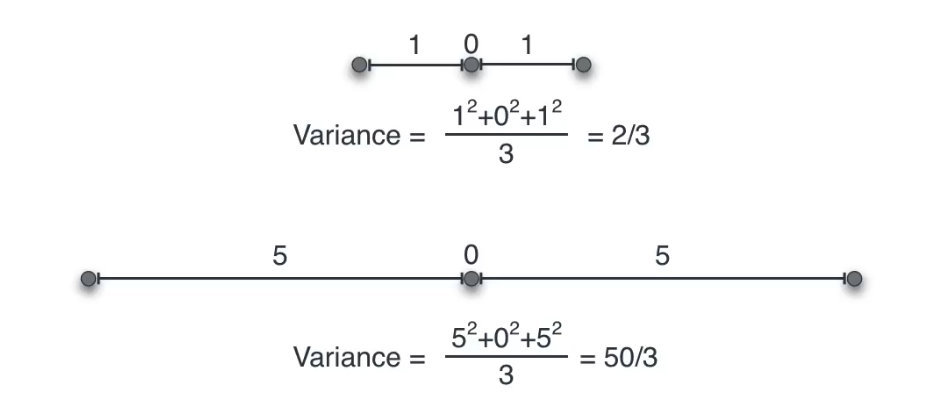 1 0 1
Variance = 1²+0²+1² / 3 = 2/3
5 0 5
Variance = 5²+0²+5² / 3 = 50/3